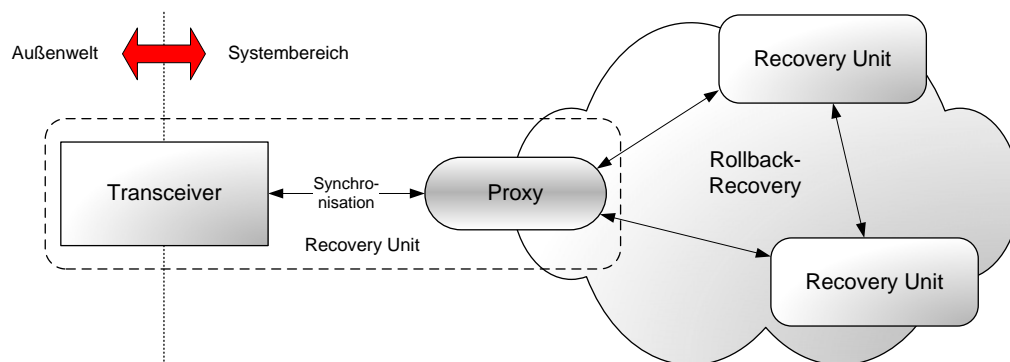 Außenwelt
Systembereich
Recovery Unit
Transceiver
Synchro-
nisation
Proxy
Rollback-
Recovery
Recovery Unit
Recovery Unit